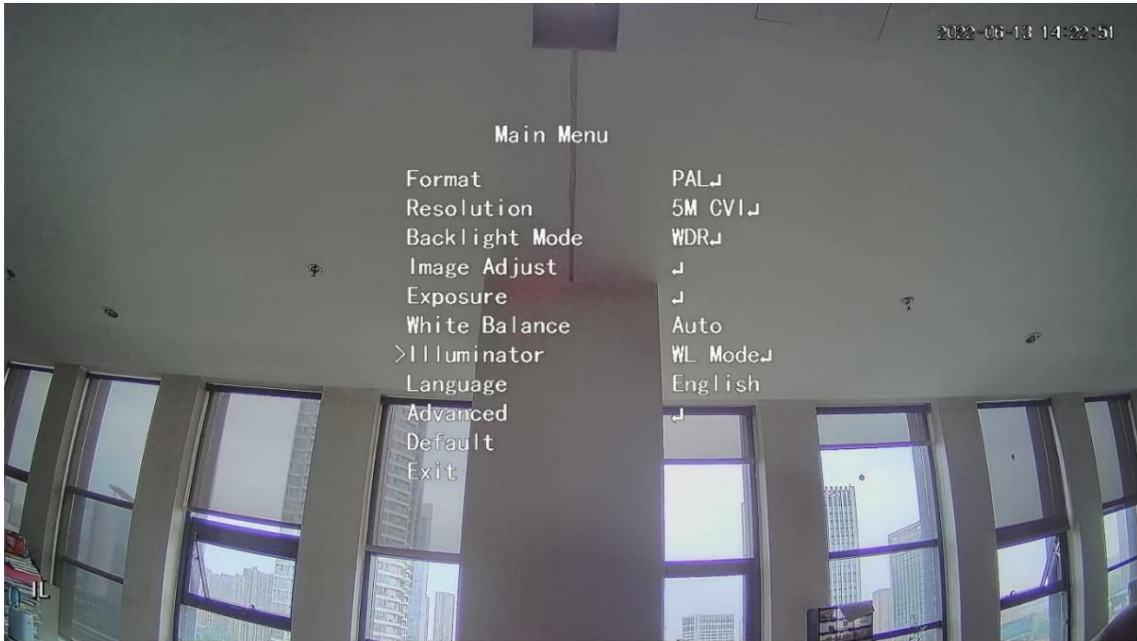 2022-06-13 14:22:51
Main Menu
Format PAL↵
Resolution 5M CVI↵
Backlight Mode WDR↵
Image Adjust ↵
Exposure ↵
White Balance Auto
>Illuminator WL Mode↵
Language English
Advanced ↵
Default
Exit
IL